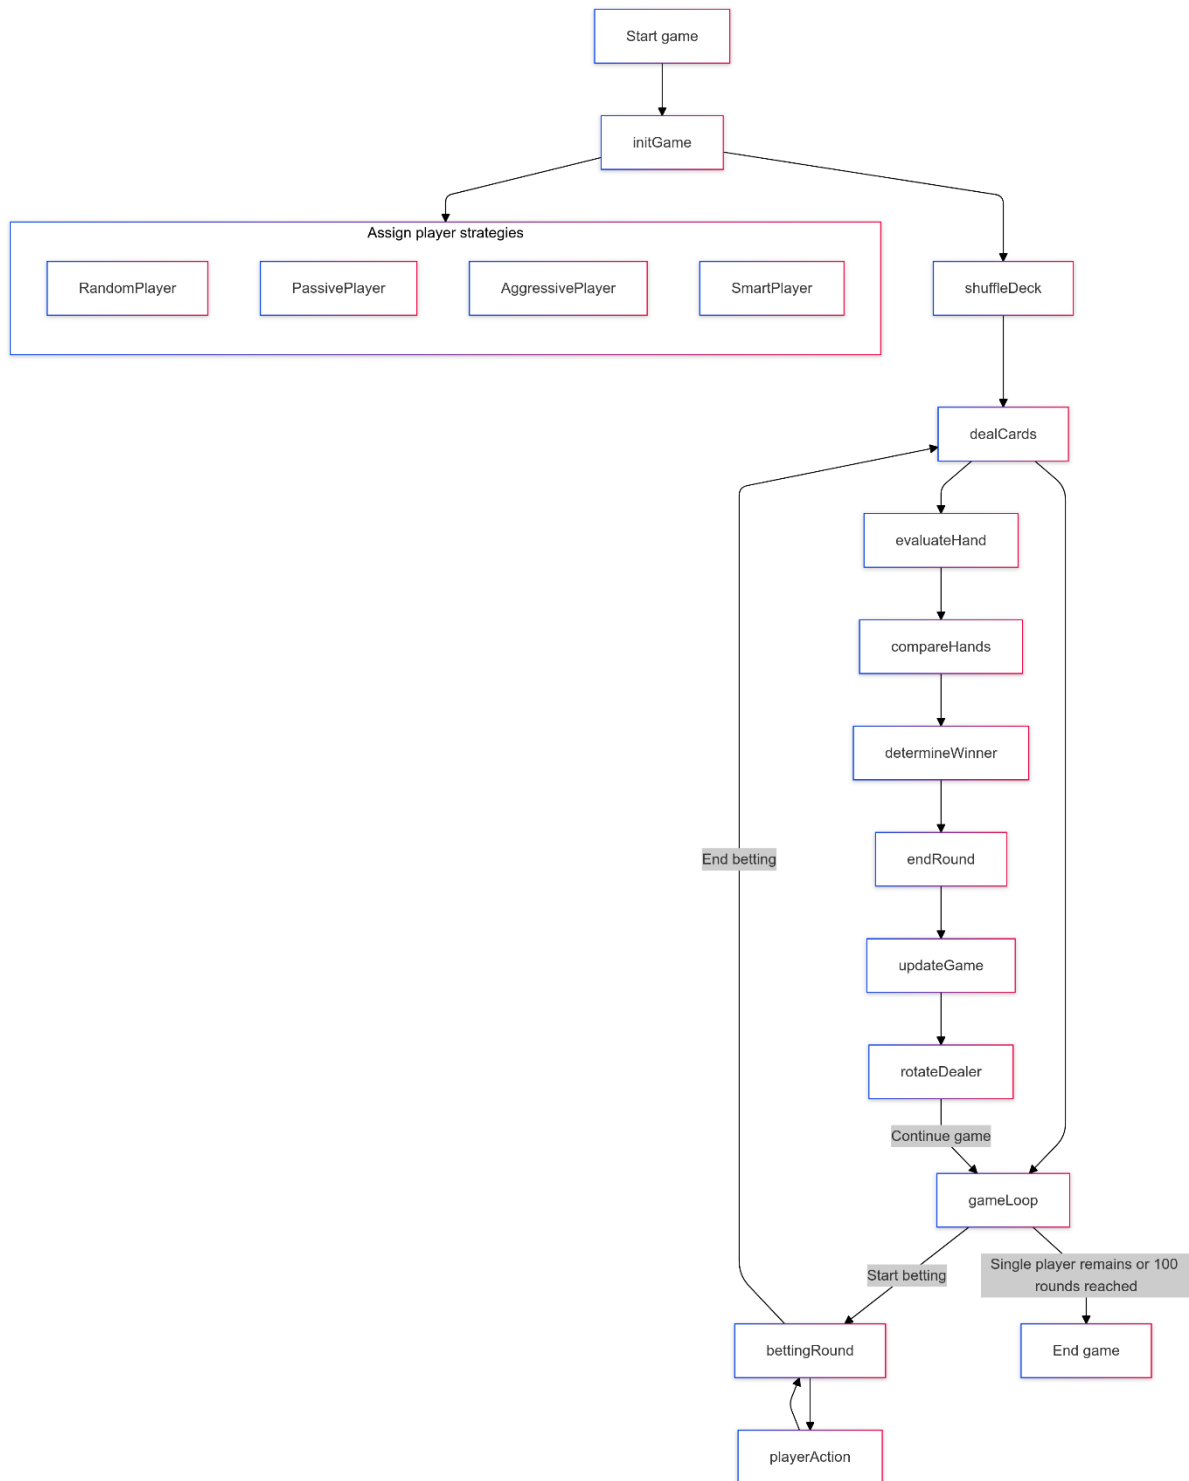 Start game
initGame
Assign player strategies
RandomPlayer
PassivePlayer
AggressivePlayer
SmartPlayer
shuffleDeck
dealCards
evaluateHand
compareHands
determineWinner
End betting
endRound
updateGame
rotateDealer
Continue game
gameLoop
Start betting
Single player remains or 100
rounds reached
bettingRound
End game
playerAction